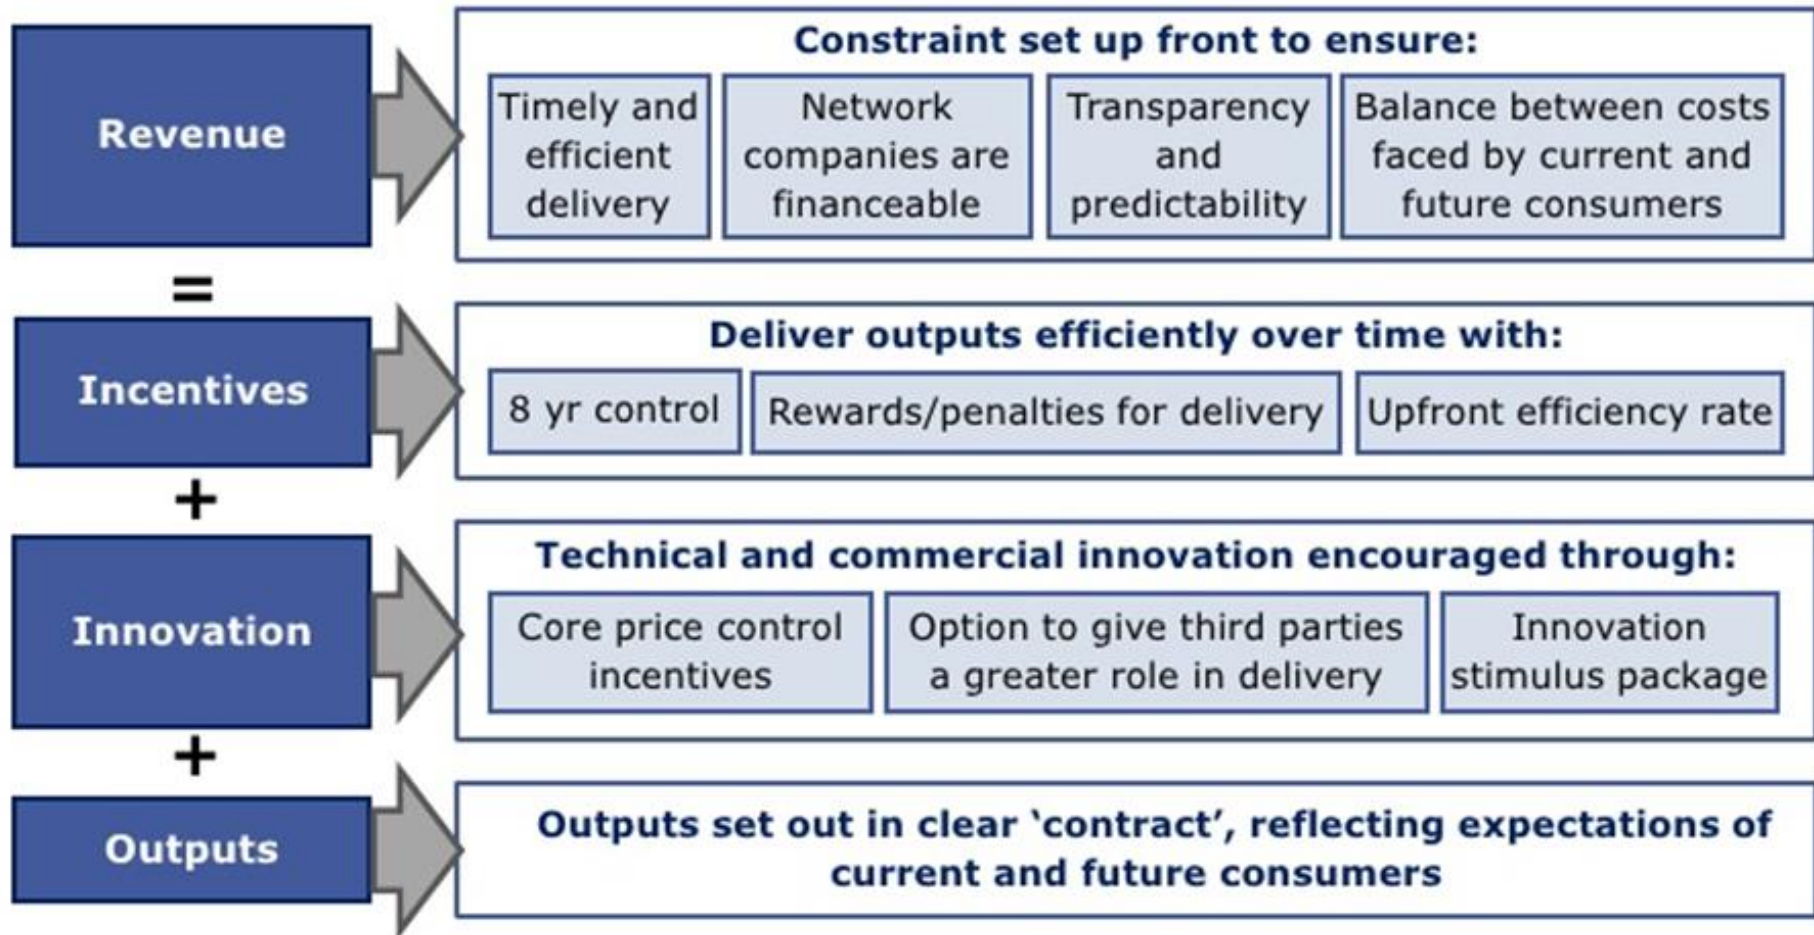 Revenue
Constraint set up front to ensure:
Timely and
efficient
delivery
Network
companies are
financeable
Transparency
and
predictability
Balance between costs
faced by current and
future consumers
=
Incentives
Deliver outputs efficiently over time with:
8 yr control
Rewards/penalties for delivery
Upfront efficiency rate
+
Innovation
Technical and commercial innovation encouraged through:
Core price control
incentives
Option to give third parties
a greater role in delivery
Innovation
stimulus package
+
Outputs
Outputs set out in clear ‘contract’, reflecting expectations of
current and future consumers